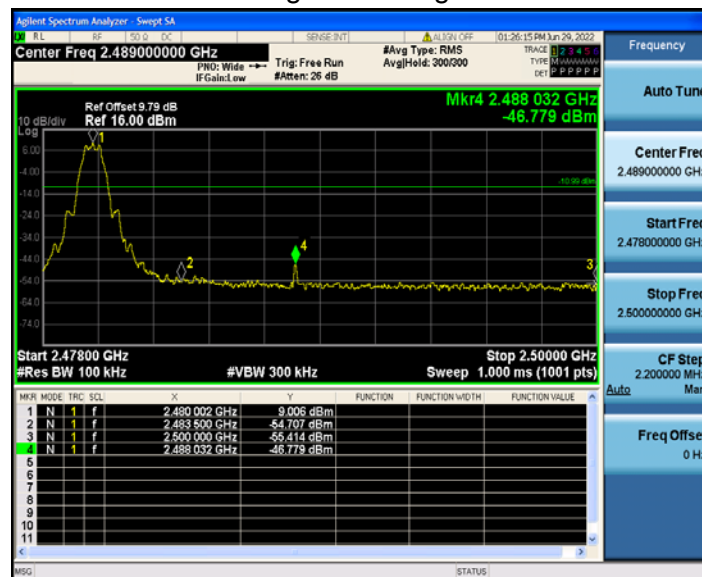 Agilent Spectrum Analyzer - Swept SA
RL RF 50 Ω DC SENSE:INT ALIGN OFF 01:26:15 PM Jun 29, 2022
Center Freq 2.489000000 GHz
PNO: Wide
IFGain:Low
Trig: Free Run
#Atten: 26 dB
#Avg Type: RMS
Avg|Hold: 300/300
TRACE 1 2 3 4 5 6
TYPE M
DET P P P P P P
Ref Offset 9.79 dB
10 dB/div Ref 16.00 dBm
Log
Mkr4 2.488 032 GHz
-46.779 dBm
6.00
-4.00
-14.0
-24.0
-34.0
-44.0
-54.0
-64.0
-74.0
-10.99 dBm
1
2
4
3
Start 2.47800 GHz
Stop 2.50000 GHz
#Res BW 100 kHz #VBW 300 kHz Sweep 1.000 ms (1001 pts)
MKR MODE TRC SCL X Y FUNCTION FUNCTION WIDTH FUNCTION VALUE
1 N 1 f 2.480 002 GHz 9.006 dBm
2 N 1 f 2.483 500 GHz -54.707 dBm
3 N 1 f 2.500 000 GHz -55.414 dBm
4 N 1 f 2.488 032 GHz -46.779 dBm
5
6
7
8
9
10
11
MSG STATUS
Frequency
Auto Tune
Center Freq
2.489000000 GHz
Start Freq
2.478000000 GHz
Stop Freq
2.500000000 GHz
CF Step
2.200000 MHz
Auto Man
Freq Offset
0 Hz